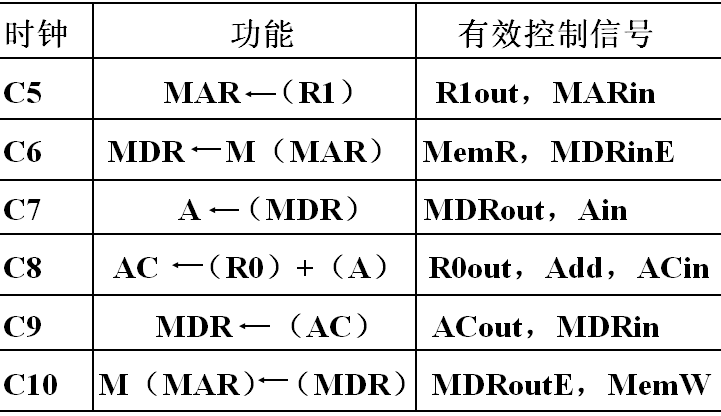 时钟 功能 有效控制信号
C5 MAR←(R1) R1out，MARin
C6 MDR←M（MAR） MemR，MDRinE
C7 A←(MDR) MDRout，Ain
C8 AC ←(R0）+（A） R0out，Add，ACin
C9 MDR←（AC） ACout，MDRin
C10 M（MAR)←(MDR) MDRoutE，MemW